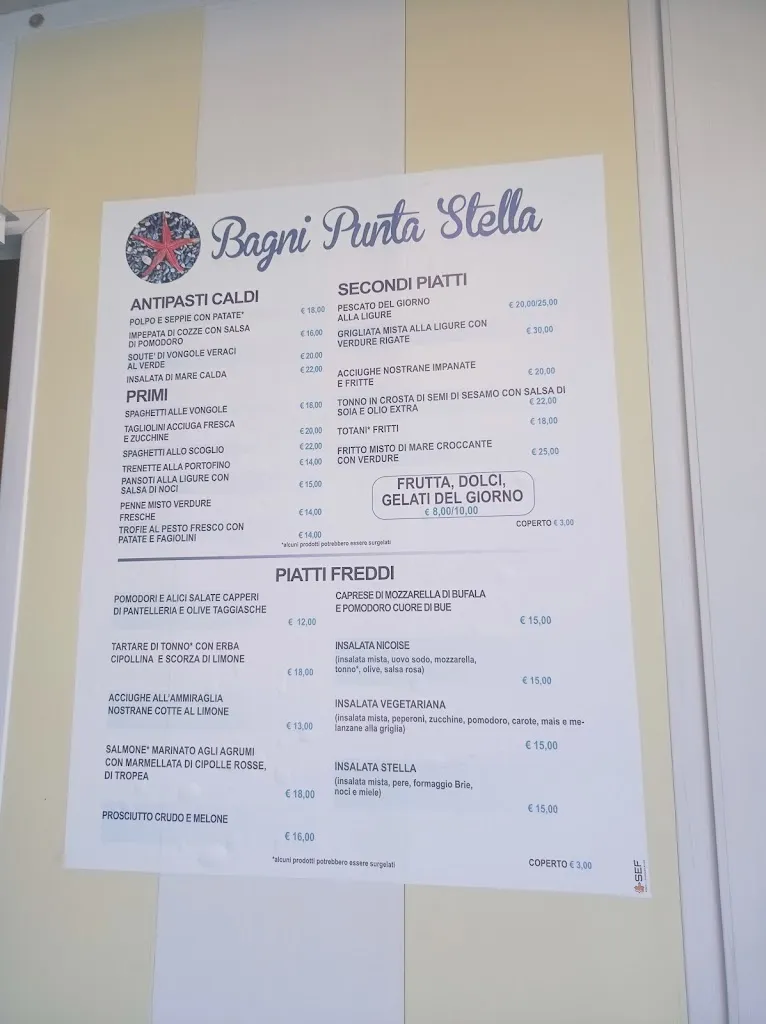 Bagni Punta Stella
ANTIPASTI CALDI
POLPO E SEPPIE CON PATATE* € 18,00
IMPEPATA DI COZZE CON SALSA
DI POMODORO € 16,00
SOUTE' DI VONGOLE VERACI
AL VERDE € 20,00
INSALATA DI MARE CALDA € 22,00
PRIMI
SPAGHETTI ALLE VONGOLE € 18,00
TAGLIOLINI ACCIUGA FRESCA
E ZUCCHINE € 20,00
SPAGHETTI ALLO SCOGLIO € 22,00
TRENETTE ALLA PORTOFINO € 14,00
PANSOTI ALLA LIGURE CON
SALSA DI NOCI € 15,00
PENNE MISTO VERDURE
FRESCHE € 14,00
TROFIE AL PESTO FRESCO CON
PATATE E FAGIOLINI € 14,00
*alcuni prodotti potrebbero essere surgelati
SECONDI PIATTI
PESCATO DEL GIORNO € 20,00/25,00
ALLA LIGURE
GRIGLIATA MISTA ALLA LIGURE CON € 30,00
VERDURE RIGATE
ACCIUGHE NOSTRANE IMPANATE € 20,00
E FRITTE
TONNO IN CROSTA DI SEMI DI SESAMO CON SALSA DI
SOIA E OLIO EXTRA € 22,00
TOTANI* FRITTI € 18,00
FRITTO MISTO DI MARE CROCCANTE € 25,00
CON VERDURE
FRUTTA, DOLCI,
GELATI DEL GIORNO
€ 8,00/10,00
COPERTO € 3,00
PIATTI FREDDI
POMODORI E ALICI SALATE CAPPERI
DI PANTELLERIA E OLIVE TAGGIASCHE
€ 12,00
TARTARE DI TONNO* CON ERBA
CIPOLLINA E SCORZA DI LIMONE
€ 18,00
ACCIUGHE ALL'AMMIRAGLIA
NOSTRANE COTTE AL LIMONE
€ 13,00
SALMONE* MARINATO AGLI AGRUMI
CON MARMELLATA DI CIPOLLE ROSSE,
DI TROPEA
€ 18,00
PROSCIUTTO CRUDO E MELONE
€ 16,00
CAPRESE DI MOZZARELLA DI BUFALA
E POMODORO CUORE DI BUE
€ 15,00
INSALATA NICOISE
(insalata mista, uovo sodo, mozzarella,
tonno*, olive, salsa rosa)
€ 15,00
INSALATA VEGETARIANA
(insalata mista, peperoni, zucchine, pomodoro, carote, mais e me-
lanzane alla griglia)
€ 15,00
INSALATA STELLA
(insalata mista, pere, formaggio Brie,
noci e miele)
€ 15,00
*alcuni prodotti potrebbero essere surgelati
COPERTO € 3,00
SEF